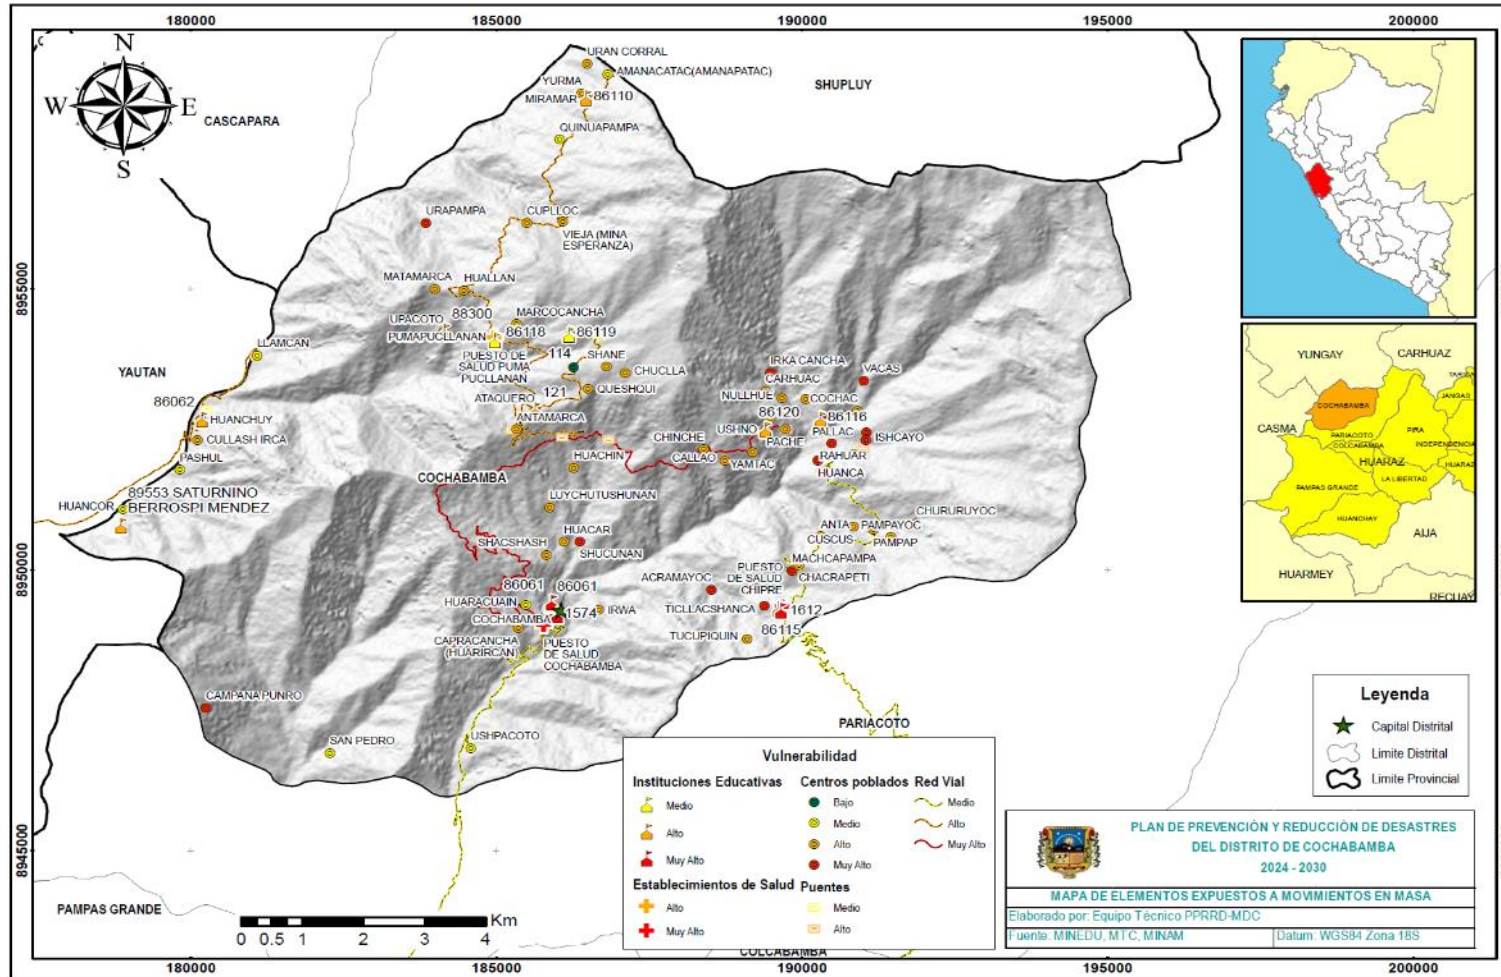 180000
185000
190000
195000
200000
URAN CORRAL
AMANACATAC(AMANAPATAC)
YURMA
MIRAMAR
86110
SHUPLUY
N
W
E
S
CASCAPARA
QUINUAPAMPA
URAPAMPA
CUPLLOC
VIEJA (MINA
ESPERANZA)
8955000
MATAMARCA
HUALLAN
88300
MARCOCANCHA
UPACOTO
PUMAPUCLLANAN
86118
86119
LLAMCAN
PUESTO DE
SALUD PUMA
PUCLLANAN
114
SHANE
CHUCLLA
IRKA CANCHA
VACAS
YAUTAN
CARHUAC
121
QUESHQUI
NULLHUE
COCHAC
ATAQUERO
86062
HUANCHUY
ANTAMARCA
86120
86116
USHNO
PALLAC
CULLASH IRCA
CHINCHE
PACHE
ISHCAYO
PASHUL
HUACHIN
CALLAO
YAMTAC
RAHUAR
COCHABAMBA
HUANCA
89553 SATURNINO
BERROSPI MENDEZ
HUANCOR
LUYCHUTUSHUNAN
CHURURUYOC
HUACAR
ANTA
PAMPAYOC
CUSCUS
PAMPAP
SHACSHASH
SHUCUNAN
8950000
MACHCAPAMPA
PUESTO
DE SALUD
CHIPRE
CHACRAPETI
86061
86061
ACRAMAYOC
HUARACUAIN
1574
IRWA
TICLLACSHANCA
1612
COCHABAMBA
86115
CAPRACANCHA
(HUARIRCAN)
PUESTO
DE SALUD
COCHABAMBA
TUCUPIQUIN
CAMPANA PUNRO
PARIACOTO
SAN PEDRO
USHPACOTO
8945000
PAMPAS GRANDE
COLCABAMBA
Km
0 0.5 1 2 3 4
Vulnerabilidad
Instituciones Educativas
Medio
Alto
Muy Alto
Establecimientos de Salud
Alto
Muy Alto
Centros poblados
Bajo
Medio
Alto
Muy Alto
Puentes
Medio
Alto
Red Vial
Medio
Alto
Muy Alto
YUNGAY
CARHUAZ
COCHABAMBA
JANGAS
CASMA
PIRA
PARIACOTO
COLCABAMBA
INDEPENDENCIA
HUARAZ
HUARAZ
LA LIBERTAD
PAMPAS GRANDE
HUANCHAY
AIJA
HUARMEY
RECUAY
Leyenda
Capital Distrital
Limite Distrital
Limite Provincial
PLAN DE PREVENCIÓN Y REDUCCIÓN DE DESASTRES
DEL DISTRITO DE COCHABAMBA
2024 - 2030
MAPA DE ELEMENTOS EXPUESTOS A MOVIMIENTOS EN MASA
Elaborado por: Equipo Técnico PPRRD-MDC
Fuente: MINEDU, MTC, MINAM
Datum: WGS84 Zona 18S
180000
185000
190000
195000
200000